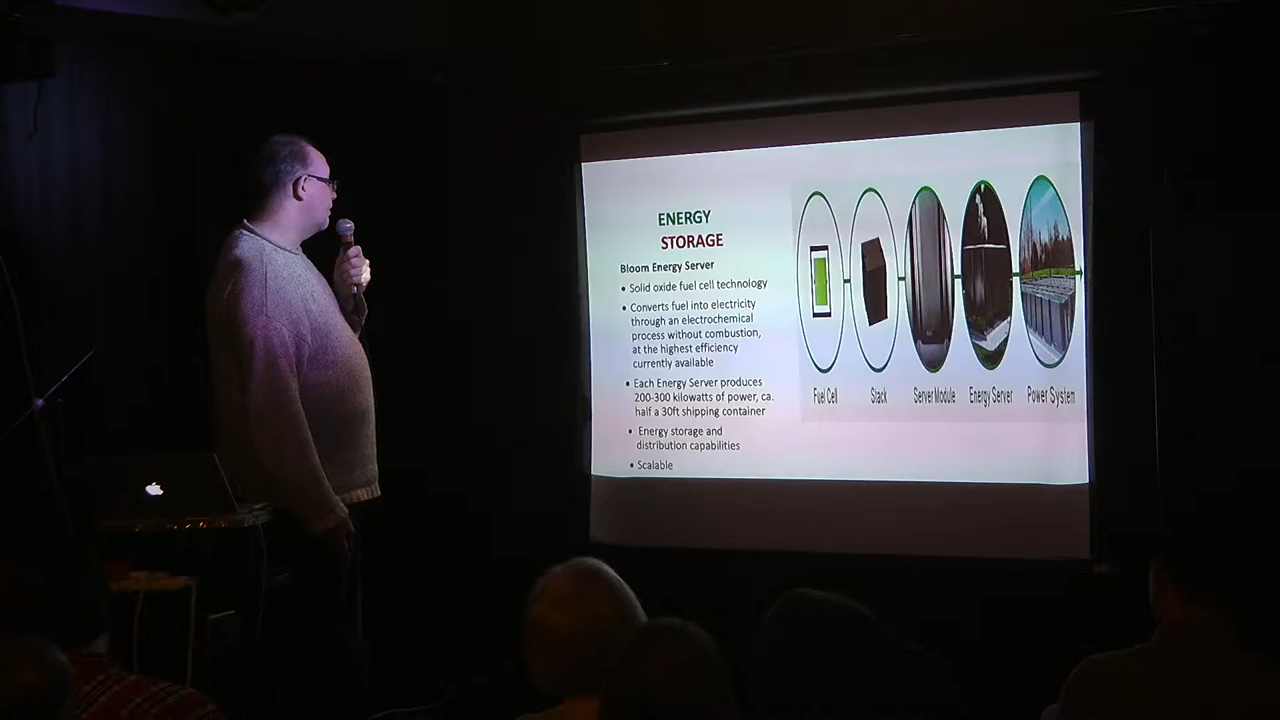 ENERGY
STORAGE
Bloom Energy Server
• Solid oxide fuel cell technology
• Converts fuel into electricity
through an electrochemical
process without combustion,
at the highest efficiency
currently available
• Each Energy Server produces
200-300 kilowatts of power, ca.
half a 30ft shipping container
• Energy storage and
distribution capabilities
• Scalable
Fuel Cell
Stack
Server Module
Energy Server
Power System